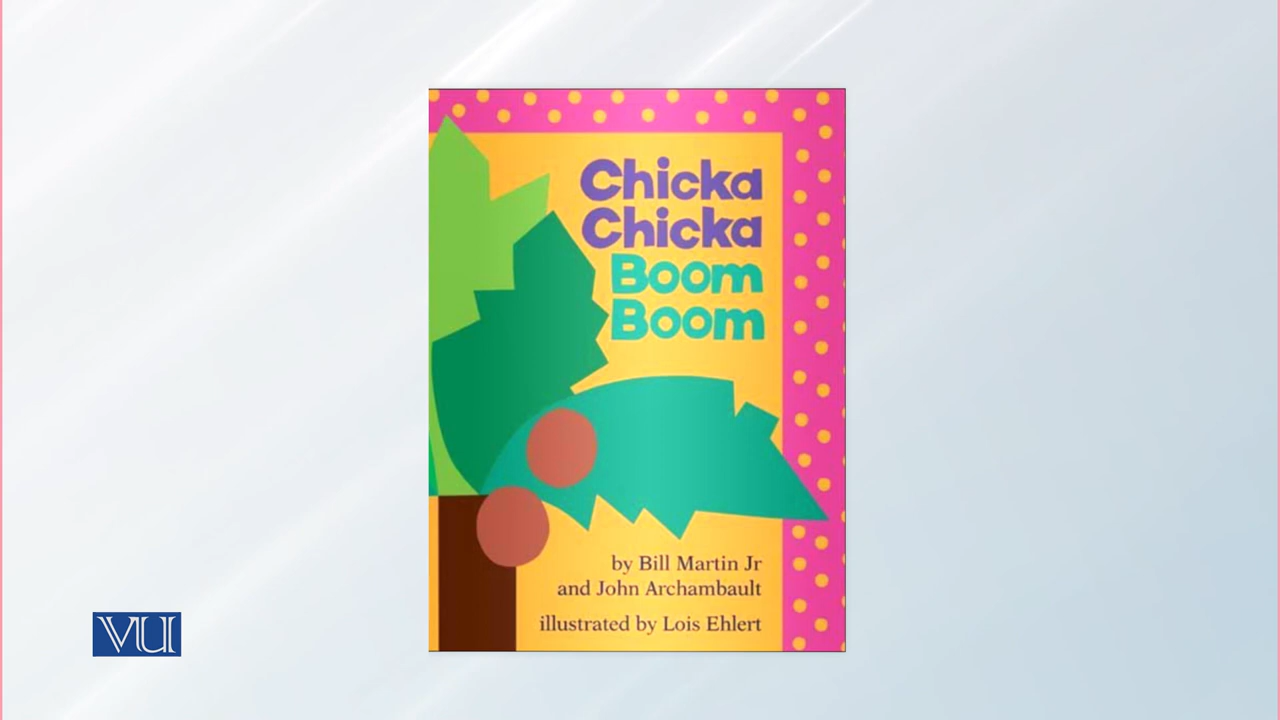 Chicka
Chicka
Boom
Boom
by Bill Martin Jr
and John Archambault
illustrated by Lois Ehlert
VU